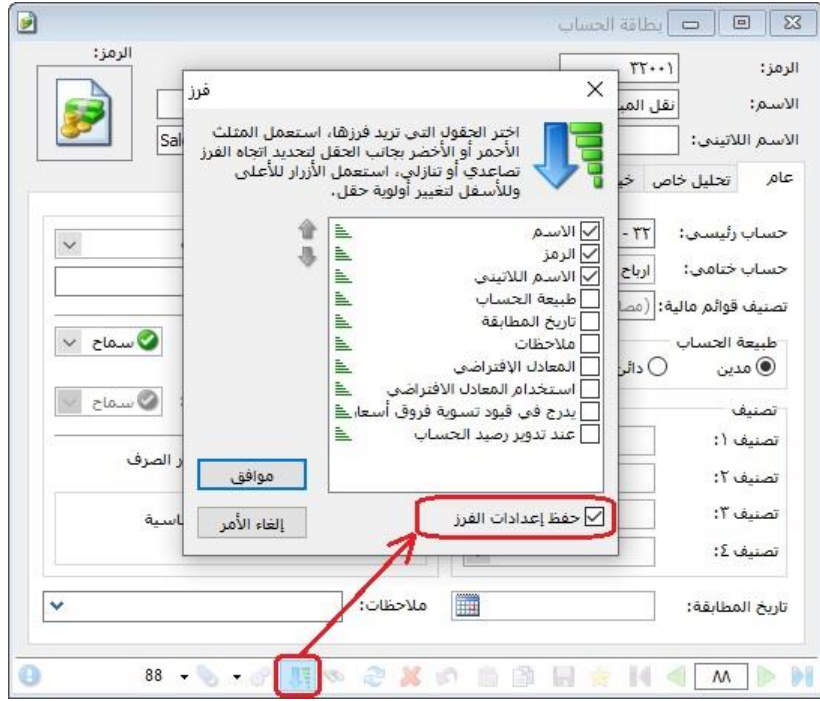 بطاقة الحساب
الرمز: ٣٢٠٠١
الرمز:
الاسم: نقل
الاسم اللاتيني:
Sal
عام
تحليل خاص
حساب رئيسي: ٣٢ -
حساب ختامي: ارباح
تصنيف قوائم مالية:
طبيعة الحساب
مدين
دائن
تصنيف
تصنيف ١:
تصنيف ٢:
تصنيف ٣:
تصنيف ٤:
سماح
سماح
الصرف
تاريخ المطابقة:
ملاحظات:
فرز
اختر الحقول التي تريد فرزها، استعمل المثلث
الأحمر أو الأخضر بجانب الحقل لتحديد اتجاه الفرز
تصاعدي أو تنازلي، استعمل الأزرار للأعلى
وللأسفل لتغيير أولوية حقل.
الاسم
الرمز
الاسم اللاتيني
طبيعة الحساب
تاريخ المطابقة
ملاحظات
المعادل الإفتراضي
استخدام المعادل الافتراضي
يدرج في قيود تسوية فروق أسعار
عند تدوير رصيد الحساب
موافق
حفظ إعدادات الفرز
إلغاء الأمر
٨٨
88